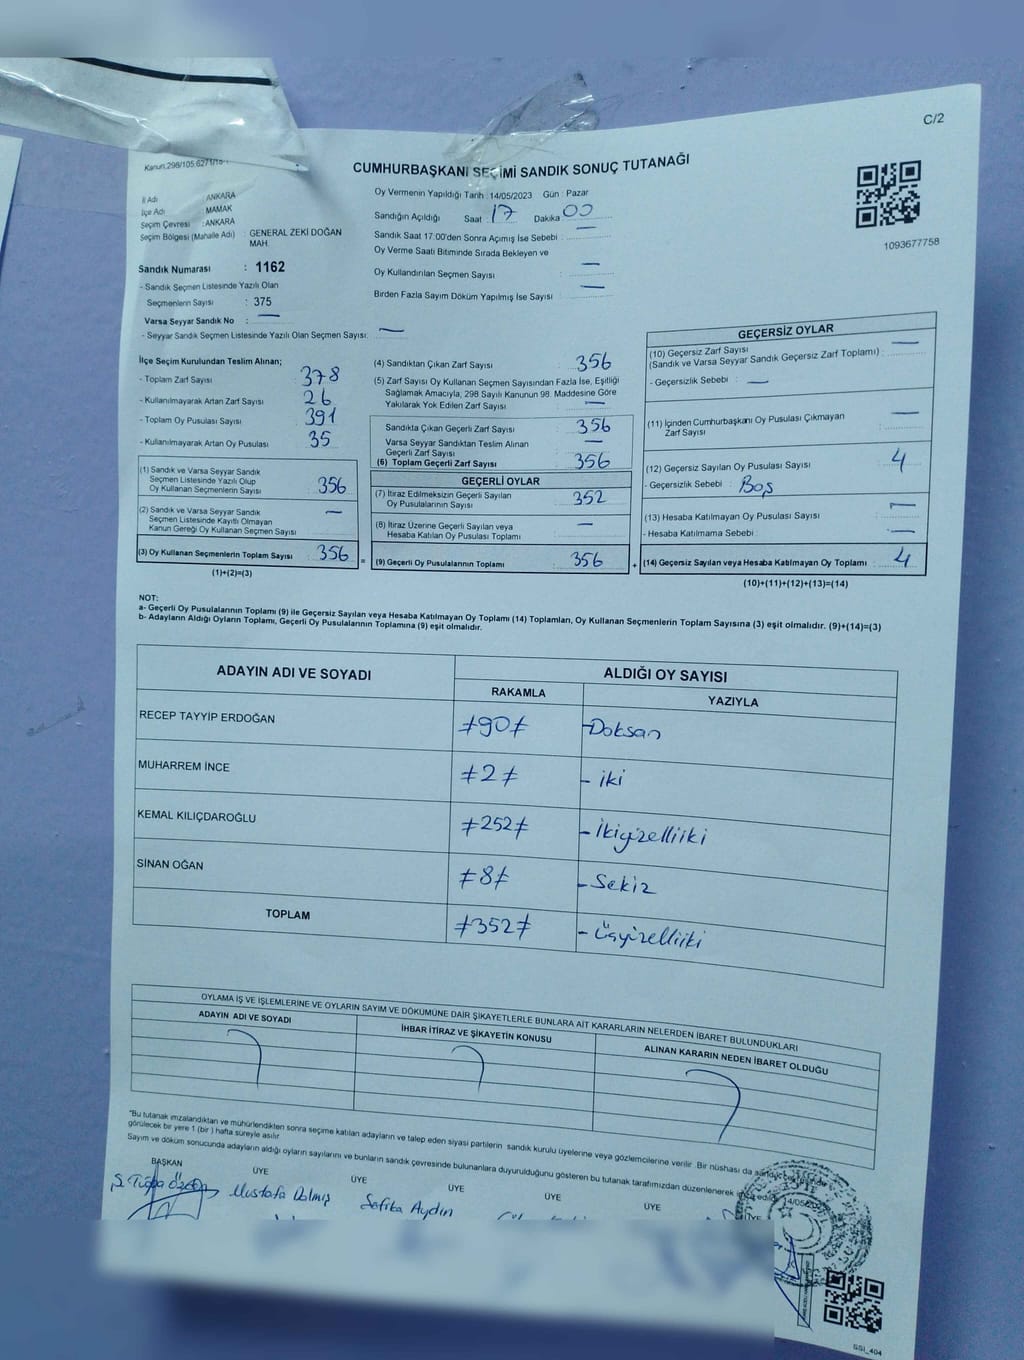 C/2
Kanun:298/105:6271/18-1
CUMHURBAŞKANI SEÇİMİ SANDIK SONUÇ TUTANAĞI
İl Adı : ANKARA
İlçe Adı : MAMAK
Seçim Çevresi : ANKARA
Seçim Bölgesi (Mahalle Adı) : GENERAL ZEKİ DOĞAN
MAH.
Sandık Numarası : 1162
- Sandık Seçmen Listesinde Yazılı Olan
Seçmenlerin Sayısı : 375
Varsa Seyyar Sandık No : —
- Seyyar Sandık Seçmen Listesinde Yazılı Olan Seçmen Sayısı: —
Oy Vermenin Yapıldığı Tarih :14/05/2023 Gün : Pazar
Sandığın Açıldığı Saat : 17 Dakika 00
Sandık Saat 17:00'den Sonra Açımış İse Sebebi : —
Oy Verme Saati Bitiminde Sırada Bekleyen ve
Oy Kullandırılan Seçmen Sayısı : —
Birden Fazla Sayım Döküm Yapılmış İse Sayısı : —
1093677758
İlçe Seçim Kurulundan Teslim Alınan;
- Toplam Zarf Sayısı : 378
- Kullanılmayarak Artan Zarf Sayısı : 26
- Toplam Oy Pusulası Sayısı : 391
- Kullanılmayarak Artan Oy Pusulası : 35
(1) Sandık ve Varsa Seyyar Sandık
Seçmen Listesinde Yazılı Olup
Oy Kullanan Seçmenlerin Sayısı : 356
(2) Sandık ve Varsa Seyyar Sandık
Seçmen Listesinde Kayıtlı Olmayan
Kanun Gereği Oy Kullanan Seçmen Sayısı : —
(3) Oy Kullanan Seçmenlerin Toplam Sayısı : 356
(1)+(2)=(3)
=
(4) Sandıktan Çıkan Zarf Sayısı : 356
(5) Zarf Sayısı Oy Kullanan Seçmen Sayısından Fazla İse, Eşitliği
Sağlamak Amacıyla, 298 Sayılı Kanunun 98. Maddesine Göre
Yakılarak Yok Edilen Zarf Sayısı : —
Sandıkta Çıkan Geçerli Zarf Sayısı : 356
Varsa Seyyar Sandıktan Teslim Alınan
Geçerli Zarf Sayısı : —
(6) Toplam Geçerli Zarf Sayısı : 356
GEÇERLİ OYLAR
(7) İtiraz Edilmeksizin Geçerli Sayılan
Oy Pusulalarının Sayısı : 352
(8) İtiraz Üzerine Geçerli Sayılan veya
Hesaba Katılan Oy Pusulası Toplamı : —
(9) Geçerli Oy Pusulalarının Toplamı : 356
+
GEÇERSİZ OYLAR
(10) Geçersiz Zarf Sayısı
(Sandık ve Varsa Seyyar Sandık Geçersiz Zarf Toplamı) : —
- Geçersizlik Sebebi : —
(11) İçinden Cumhurbaşkanı Oy Pusulası Çıkmayan
Zarf Sayısı : —
(12) Geçersiz Sayılan Oy Pusulası Sayısı : 4
- Geçersizlik Sebebi : Boş
(13) Hesaba Katılmayan Oy Pusulası Sayısı : —
- Hesaba Katılmama Sebebi : —
(14) Geçersiz Sayılan veya Hesaba Katılmayan Oy Toplamı : 4
(10)+(11)+(12)+(13)=(14)
NOT:
a- Geçerli Oy Pusulalarının Toplamı (9) ile Geçersiz Sayılan veya Hesaba Katılmayan Oy Toplamı (14) Toplamları, Oy Kullanan Seçmenlerin Toplam Sayısına (3) eşit olmalıdır. (9)+(14)=(3)
b- Adayların Aldığı Oyların Toplamı, Geçerli Oy Pusulalarının Toplamına (9) eşit olmalıdır.
ADAYIN ADI VE SOYADI ALDIĞI OY SAYISI
RAKAMLA YAZIYLA
RECEP TAYYİP ERDOĞAN ≠90≠ -Doksan
MUHARREM İNCE ≠2≠ - iki
KEMAL KILIÇDAROĞLU ≠252≠ - İkiyüzelliiki
SİNAN OĞAN ≠8≠ - Sekiz
TOPLAM ≠352≠ - Üçyüzelliiki
OYLAMA İŞ VE İŞLEMLERİNE VE OYLARIN SAYIM VE DÖKÜMÜNE DAİR ŞİKAYETLERLE BUNLARA AİT KARARLARIN NELERDEN İBARET BULUNDUKLARI
ADAYIN ADI VE SOYADI İHBAR İTİRAZ VE ŞİKAYETİN KONUSU ALINAN KARARIN NEDEN İBARET OLDUĞU
"Bu tutanak imzalandıktan ve mühürlendikten sonra seçime katılan adayların ve talep eden siyasi partilerin sandık kurulu üyelerine veya gözlemcilerine verilir. Bir nüshası da
görülecek bir yere 1 (bir) hafta süreyle asılır.
Sayım ve döküm sonucunda adayların aldığı oyların sayılarını ve bunların sandık çevresinde bulunanlara duyurulduğunu gösteren bu tutanak tarafımızdan düzenlenerek
BAŞKAN ÜYE ÜYE ÜYE ÜYE ÜYE ÜYE
Mustafa Dalmış Safika Aydın
SSI_404